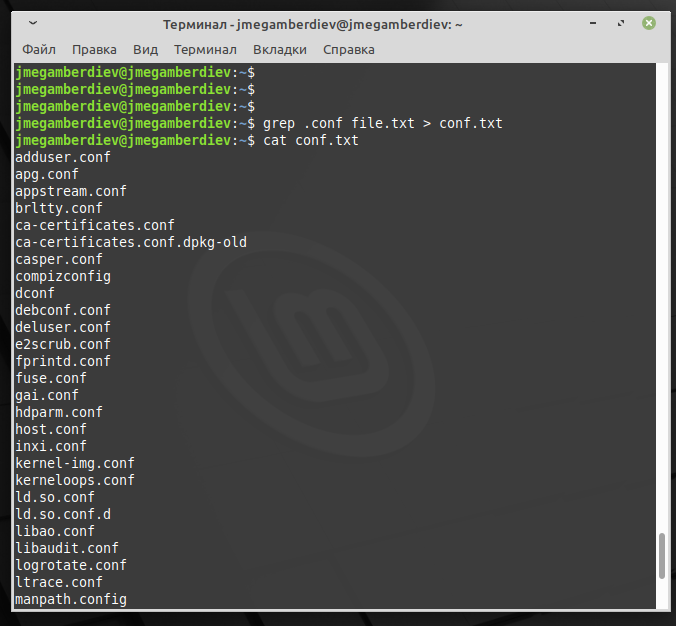 Терминал - jmegamberdiev@jmegamberdiev: ~
Файл Правка Вид Терминал Вкладки Справка
jmegamberdiev@jmegamberdiev:~$
jmegamberdiev@jmegamberdiev:~$
jmegamberdiev@jmegamberdiev:~$
jmegamberdiev@jmegamberdiev:~$ grep .conf file.txt > conf.txt
jmegamberdiev@jmegamberdiev:~$ cat conf.txt
adduser.conf
apg.conf
appstream.conf
brltty.conf
ca-certificates.conf
ca-certificates.conf.dpkg-old
casper.conf
compizconfig
dconf
debconf.conf
deluser.conf
e2scrub.conf
fprintd.conf
fuse.conf
gai.conf
hdparm.conf
host.conf
inxi.conf
kernel-img.conf
kerneloops.conf
ld.so.conf
ld.so.conf.d
libao.conf
libaudit.conf
logrotate.conf
ltrace.conf
manpath.config